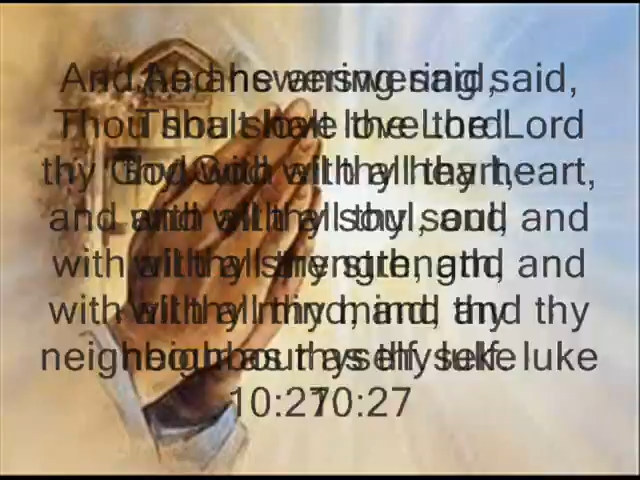 And he answering said,
Thou shalt love the Lord
thy God with all thy heart,
and with all thy soul, and
with all thy strength, and
with all thy mind; and thy
neighbour as thyself. luke
10:27